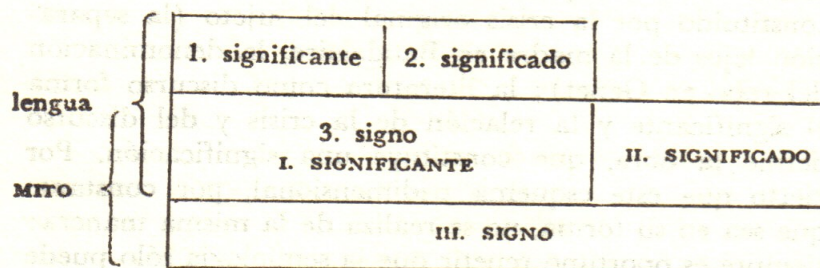 1. significante 2. significado
lengua
3. signo
I. SIGNIFICANTE II. SIGNIFICADO
MITO
III. SIGNO